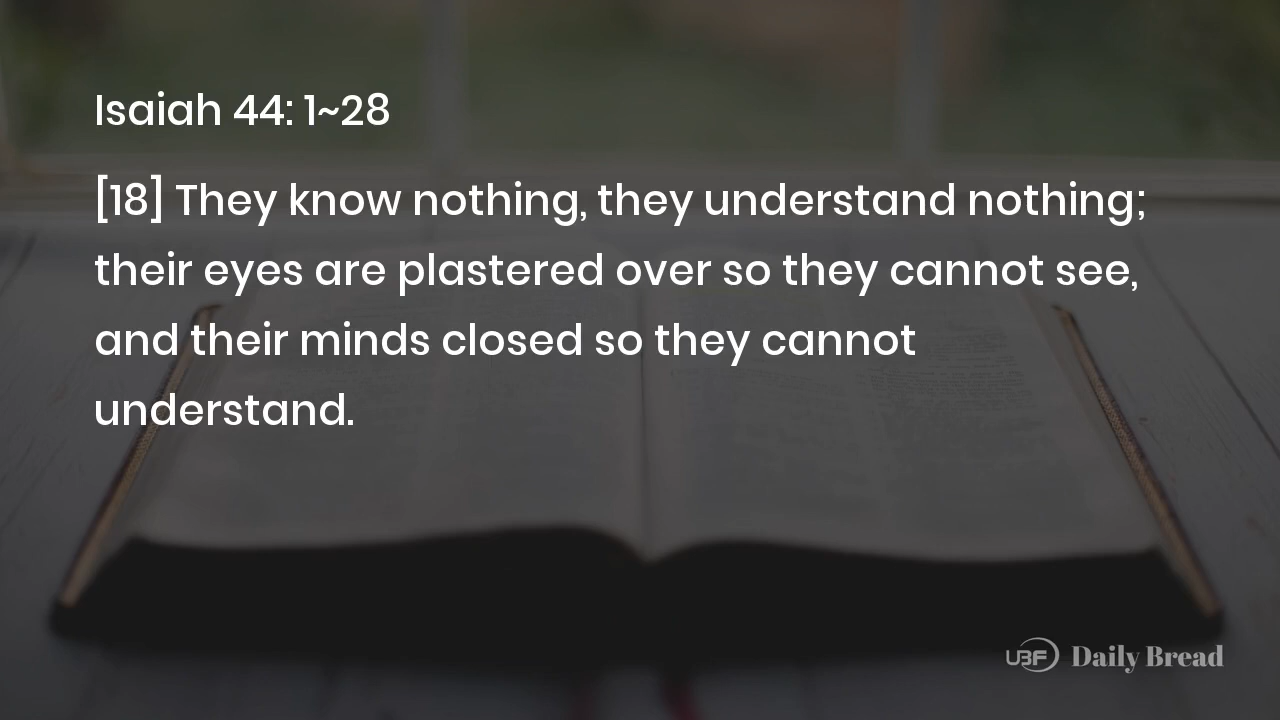 Isaiah 44: 1~28
[18] They know nothing, they understand nothing;
their eyes are plastered over so they cannot see,
and their minds closed so they cannot
understand.
UBF Daily Bread